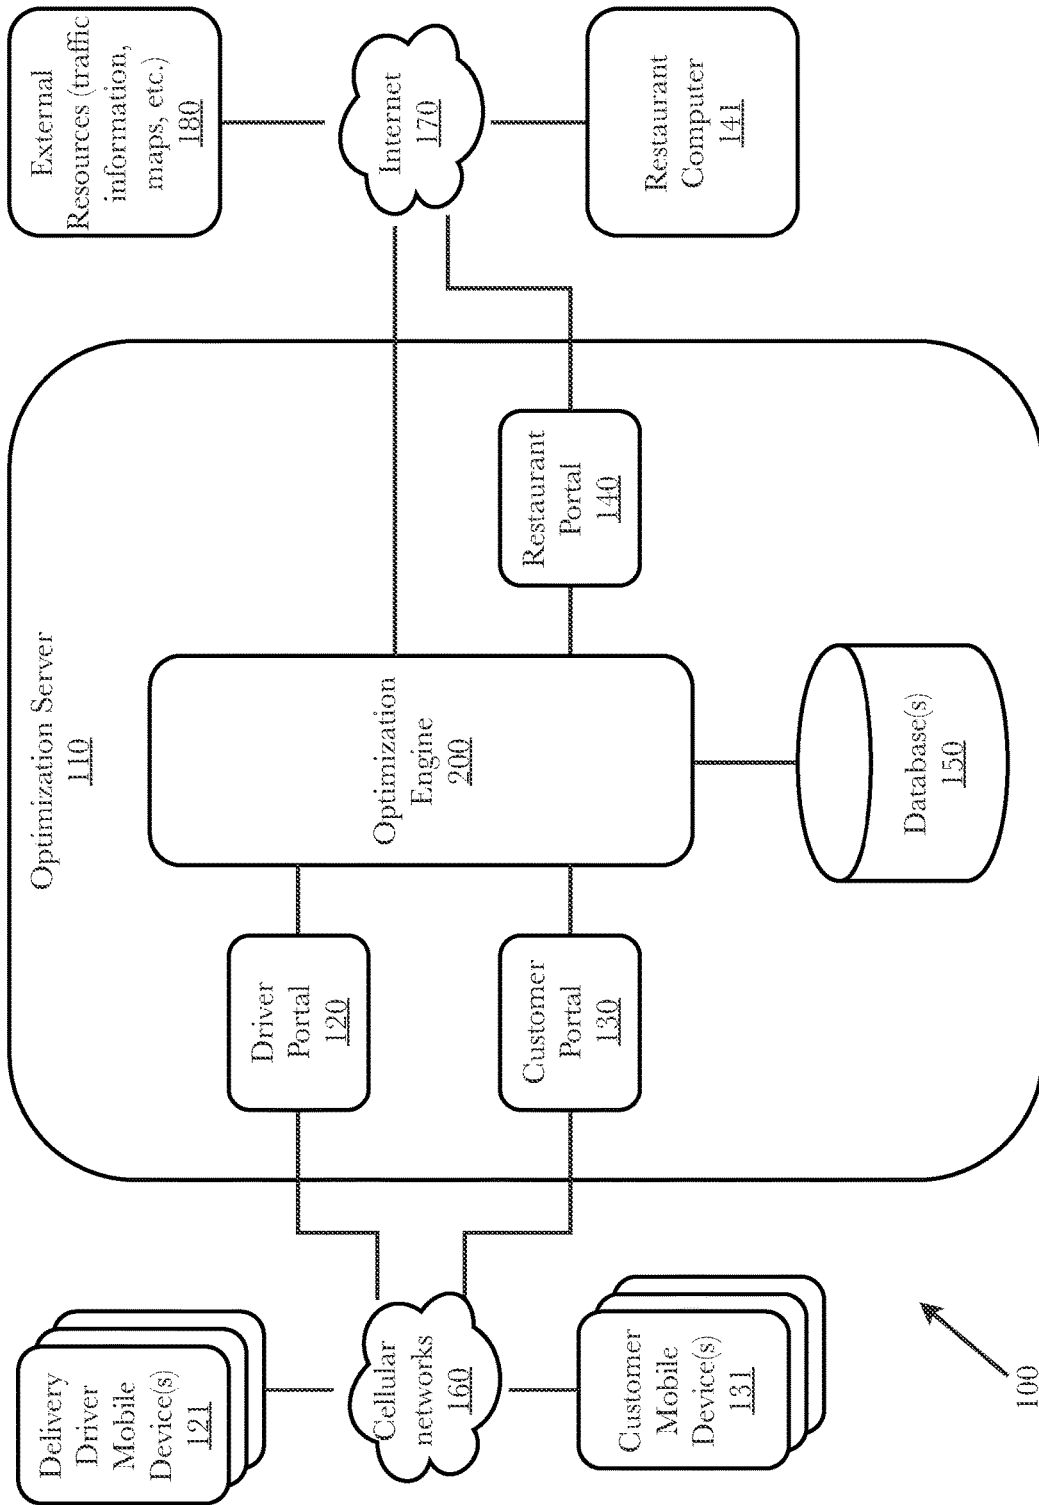 Optimization Server
110
Delivery
Driver
Mobile
Device(s)
121
Cellular
networks
160
Customer
Mobile
Device(s)
131
Driver
Portal
120
Customer
Portal
130
Optimization
Engine
200
Database(s)
150
Restaurant
Portal
140
External
Resources (traffic
information,
maps, etc.)
180
Internet
170
Restaurant
Computer
141
100